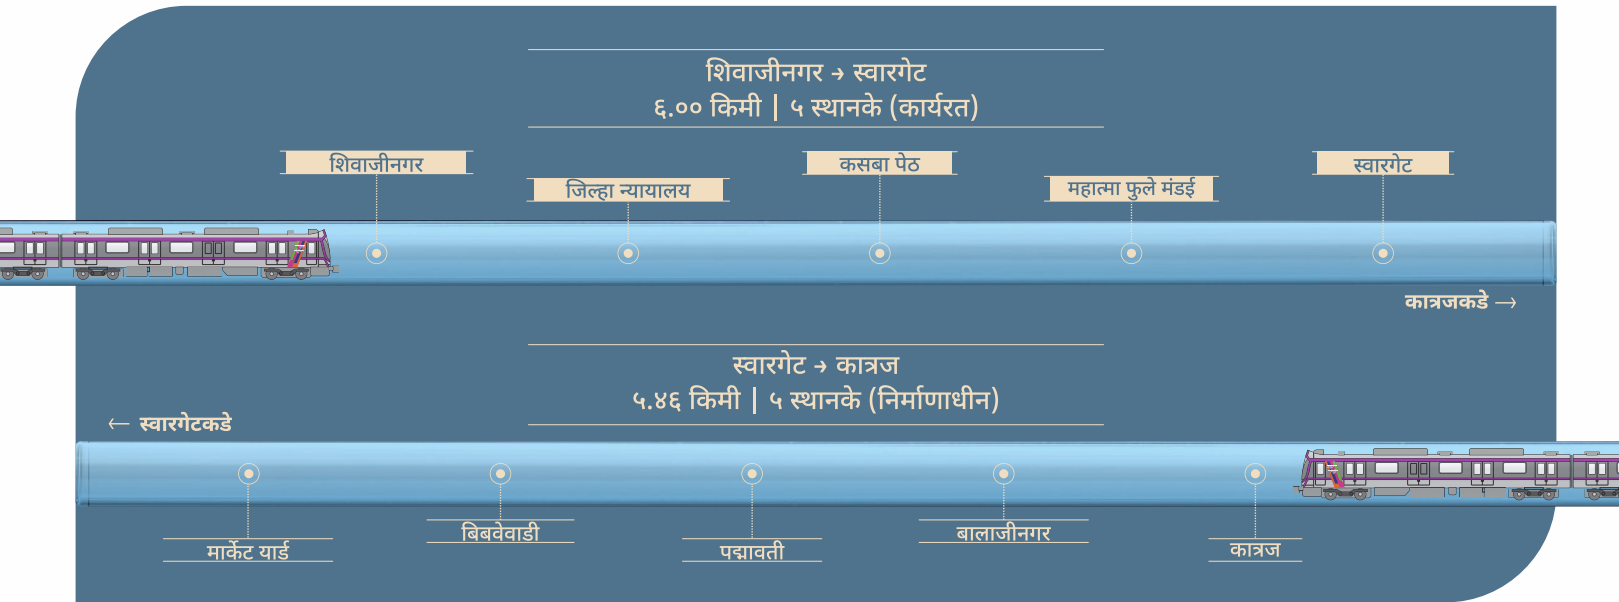 शिवाजीनगर → स्वारगेट
६.०० किमी | ५ स्थानके (कार्यरत)
शिवाजीनगर
जिल्हा न्यायालय
कसबा पेठ
महात्मा फुले मंडई
स्वारगेट
कात्रजकडे →
स्वारगेट → कात्रज
५.४६ किमी | ५ स्थानके (निर्माणाधीन)
← स्वारगेटकडे
मार्केट यार्ड
बिबवेवाडी
पद्मावती
बालाजीनगर
कात्रज